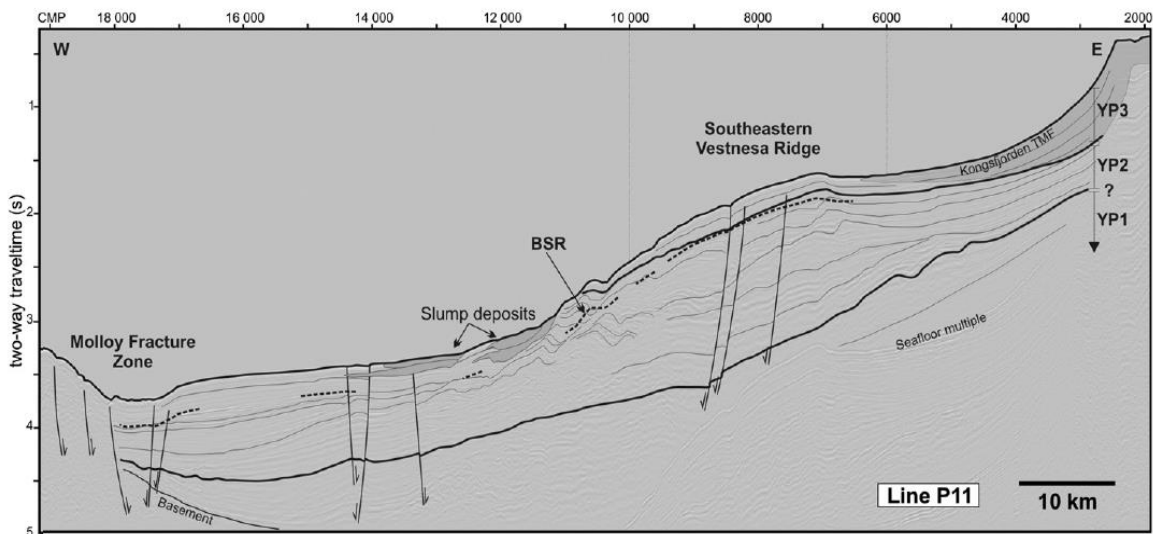 CMP 18 000 16 000 14 000 12 000 10 000 8000 6000 4000 2000
W
E
1
YP3
Southeastern
Vestnesa Ridge
Kongsfjorden TMF
YP2
?
2
YP1
BSR
two-way traveltime (s)
Slump deposits
3
Seafloor multiple
Molloy Fracture
Zone
4
Line P11
10 km
Basement
5